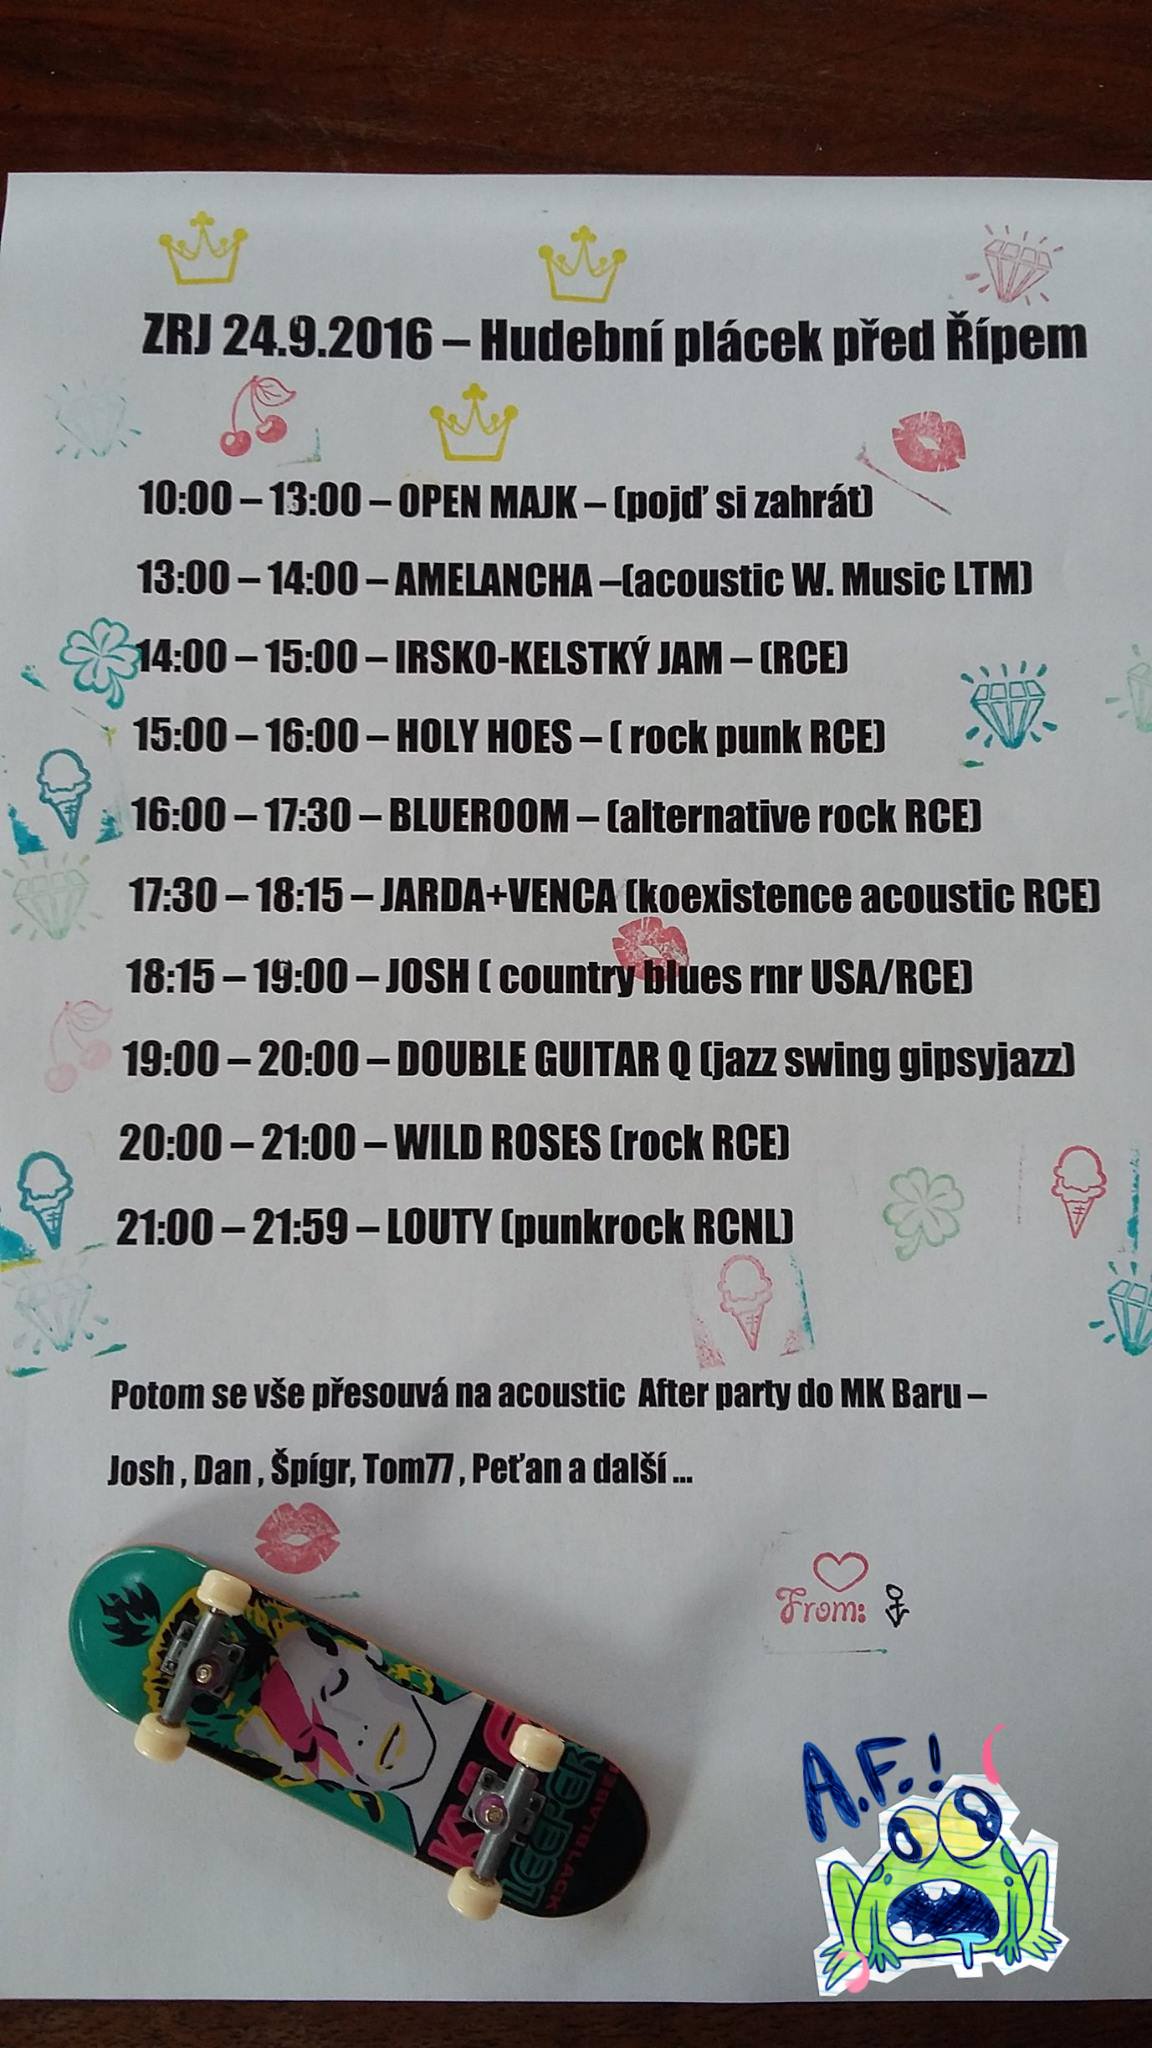 ZRJ 24.9.2016 – Hudební plácek před Řípem
10:00 – 13:00 – OPEN MAJK – (pojď si zahrát)
13:00 – 14:00 – AMELANCHA –(acoustic W. Music LTM)
14:00 – 15:00 – IRSKO-KELSTKÝ JAM – (RCE)
15:00 – 16:00 – HOLY HOES – ( rock punk RCE)
16:00 – 17:30 – BLUEROOM – (alternative rock RCE)
17:30 – 18:15 – JARDA+VENCA (koexistence acoustic RCE)
18:15 – 19:00 – JOSH ( country blues rnr USA/RCE)
19:00 – 20:00 – DOUBLE GUITAR Q (jazz swing gipsyjazz)
20:00 – 21:00 – WILD ROSES (rock RCE)
21:00 – 21:59 – LOUTY (punkrock RCNL)
Potom se vše přesouvá na acoustic After party do MK Baru –
Josh , Dan , Špígr, Tom77 , Peťan a další ...
From:
A.F.!
LEEPER
BLACK LABEL